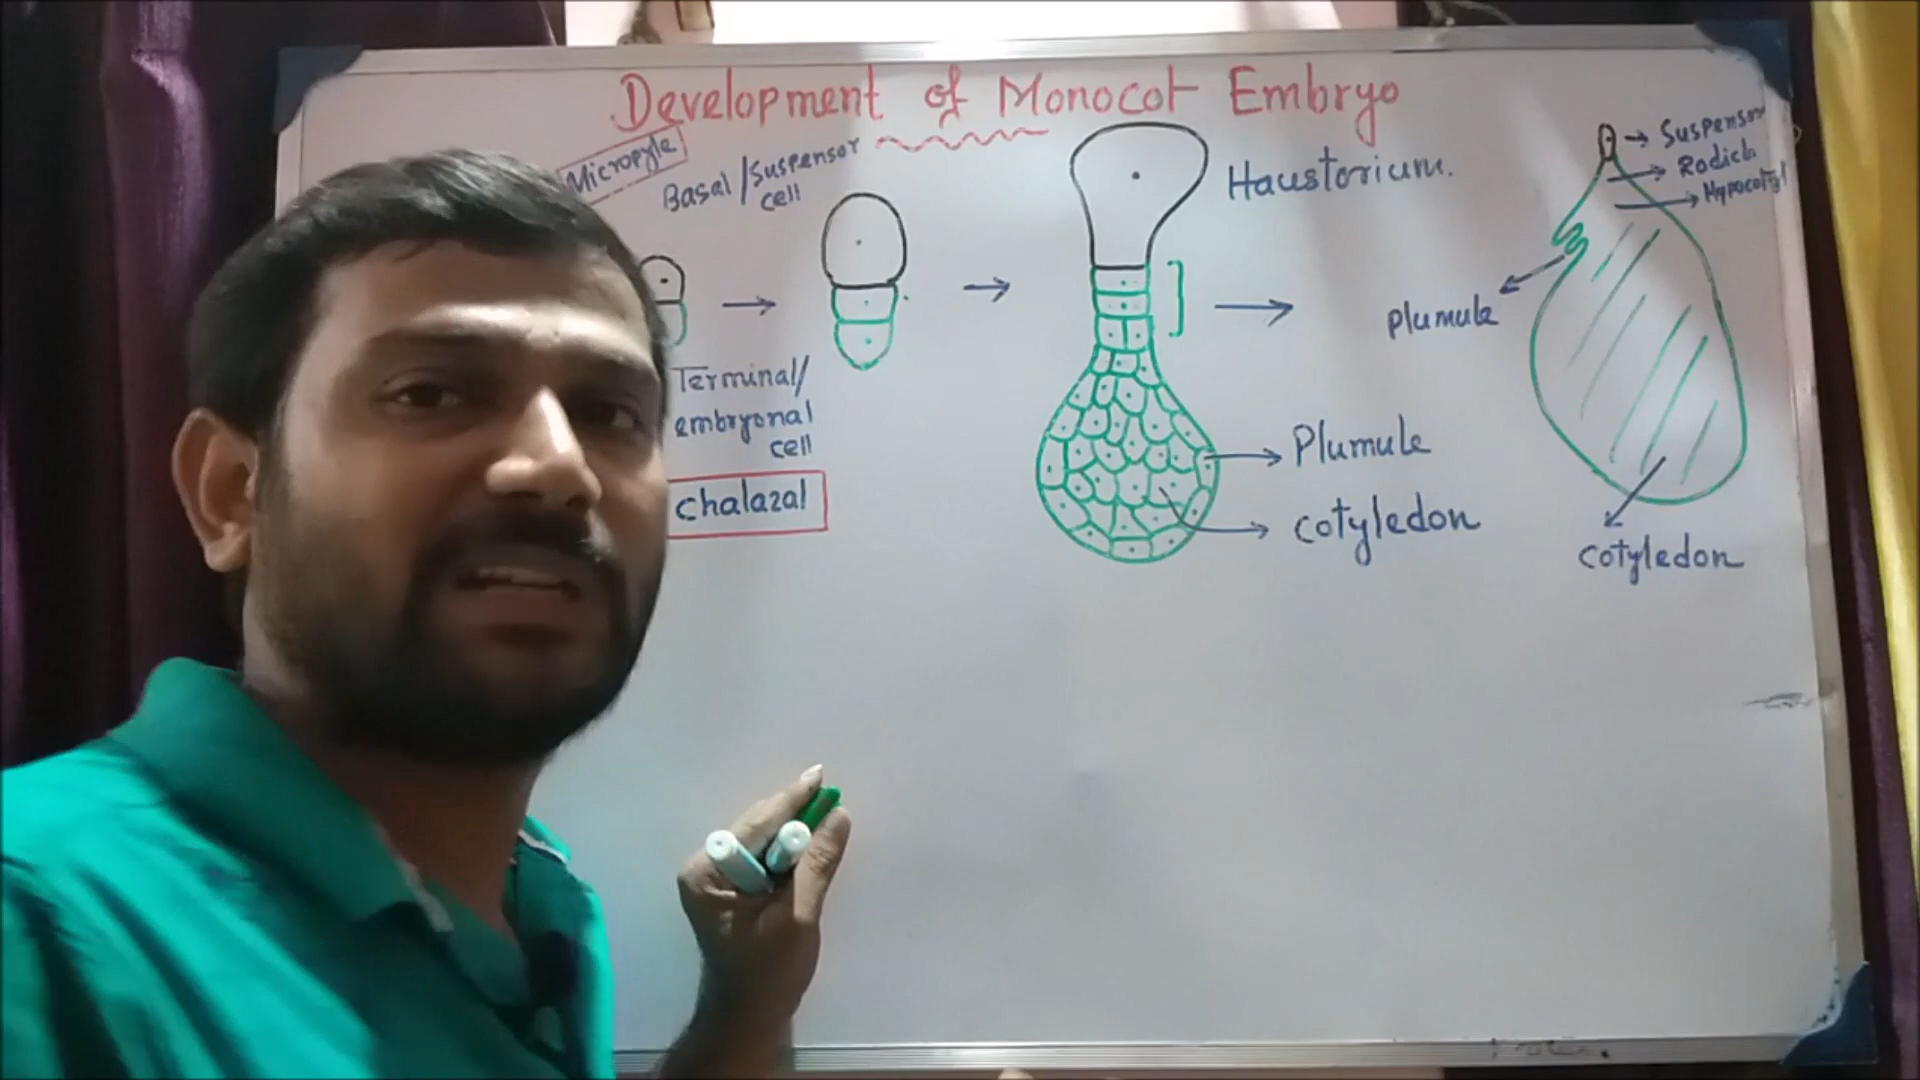 Development of Monocot Embryo
Micropyle
Basal/Suspensor
cell
Haustorium.
Suspensor
Radicle
Hypocotyl
Plumule
Terminal/
embryonal
cell
chalazal
Plumule
cotyledon
cotyledon